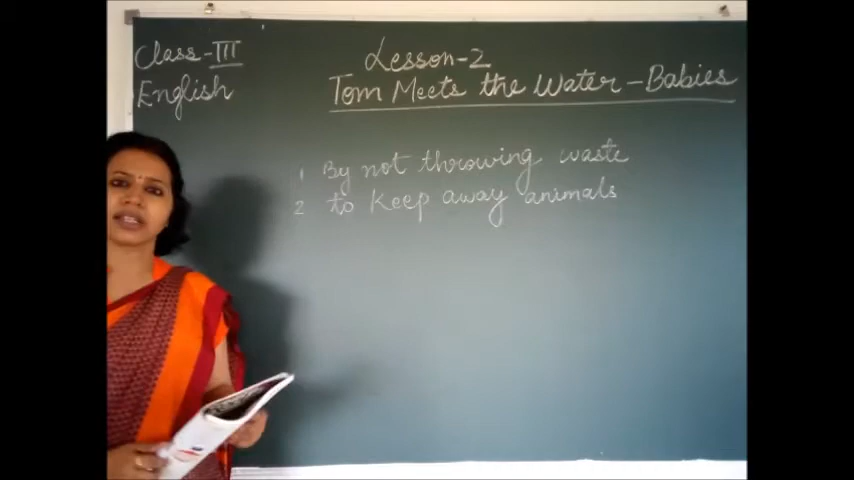 Class-III
English
Lesson-2
Tom Meets the Water-Babies
1 By not throwing waste
2 to keep away animals